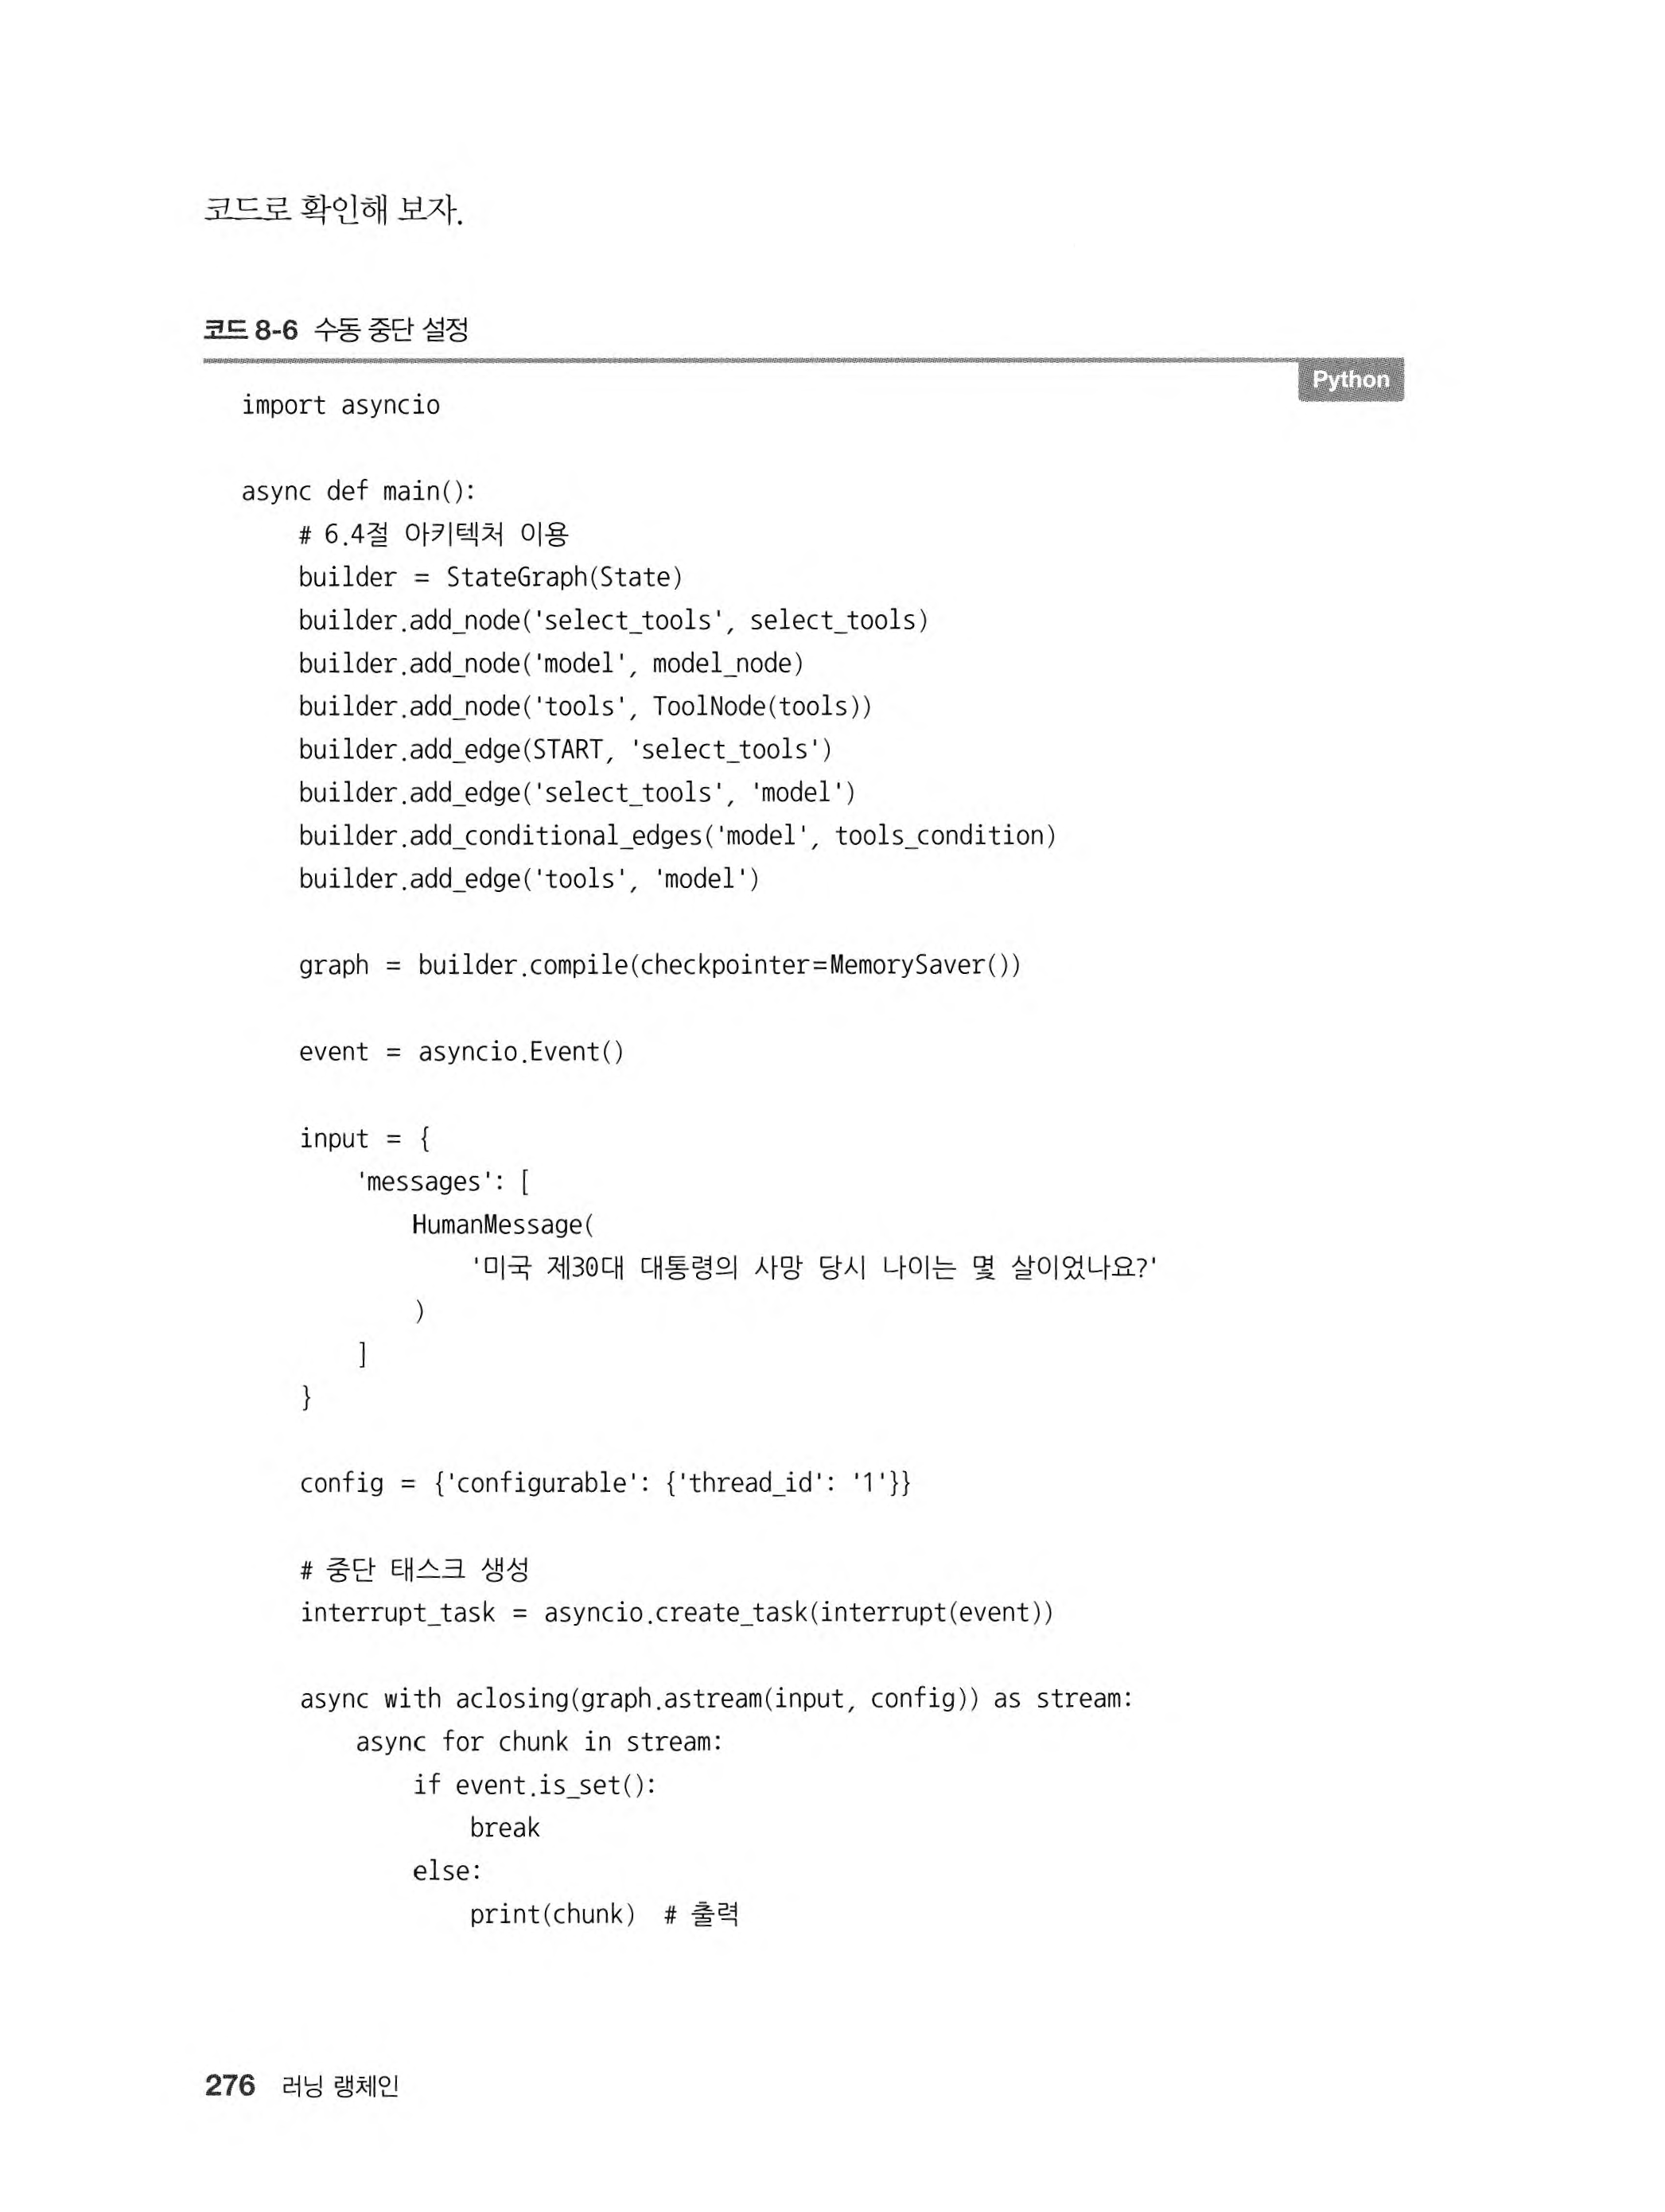 코드로 확인해 보자.
코드 8-6 수동 중단 설정
Python
import asyncio
async def main():
    # 6.4절 아키텍처 이용
    builder = StateGraph(State)
    builder.add_node('select_tools', select_tools)
    builder.add_node('model', model_node)
    builder.add_node('tools', ToolNode(tools))
    builder.add_edge(START, 'select_tools')
    builder.add_edge('select_tools', 'model')
    builder.add_conditional_edges('model', tools_condition)
    builder.add_edge('tools', 'model')
    graph = builder.compile(checkpointer=MemorySaver())
    event = asyncio.Event()
    input = {
        'messages': [
            HumanMessage(
                '미국 제30대 대통령의 사망 당시 나이는 몇 살이었나요?'
            )
        ]
    }
    config = {'configurable': {'thread_id': '1'}}
    # 중단 태스크 생성
    interrupt_task = asyncio.create_task(interrupt(event))
    async with aclosing(graph.astream(input, config)) as stream:
        async for chunk in stream:
            if event.is_set():
                break
            else:
                print(chunk)  # 출력
276 러닝 랭체인